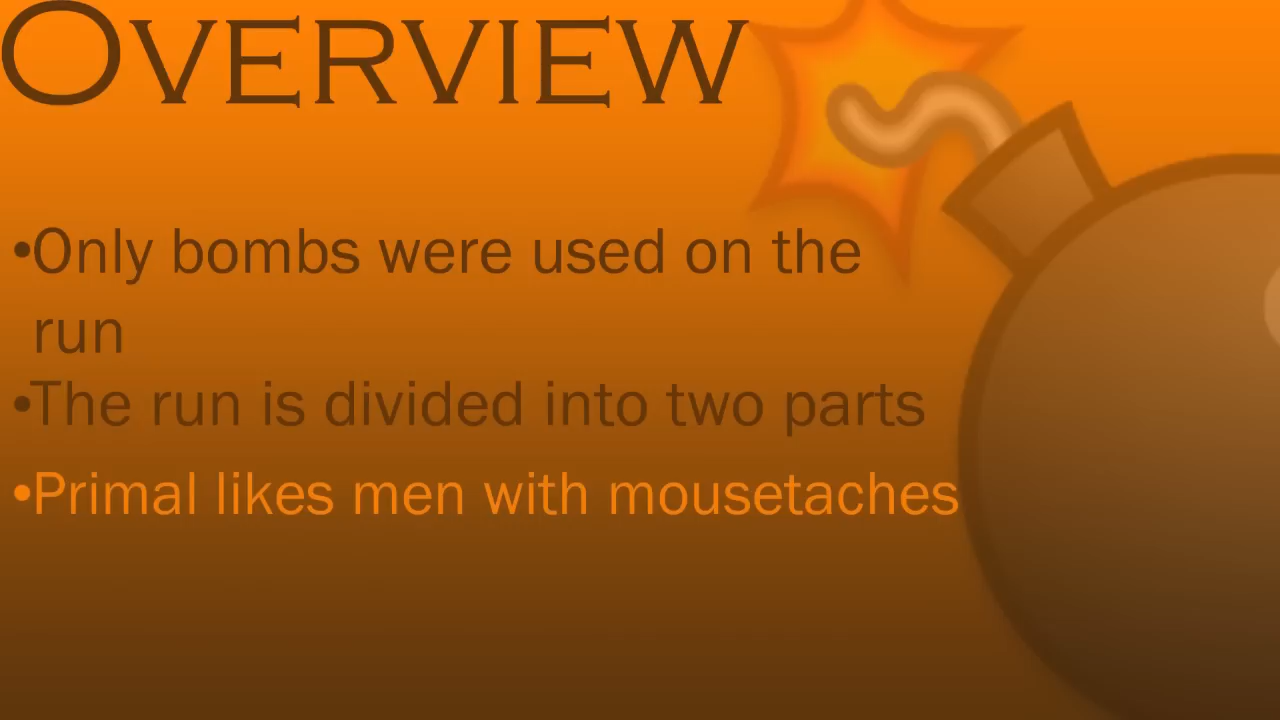 Overview
•Only bombs were used on the
run
•The run is divided into two parts
•Primal likes men with mousetaches